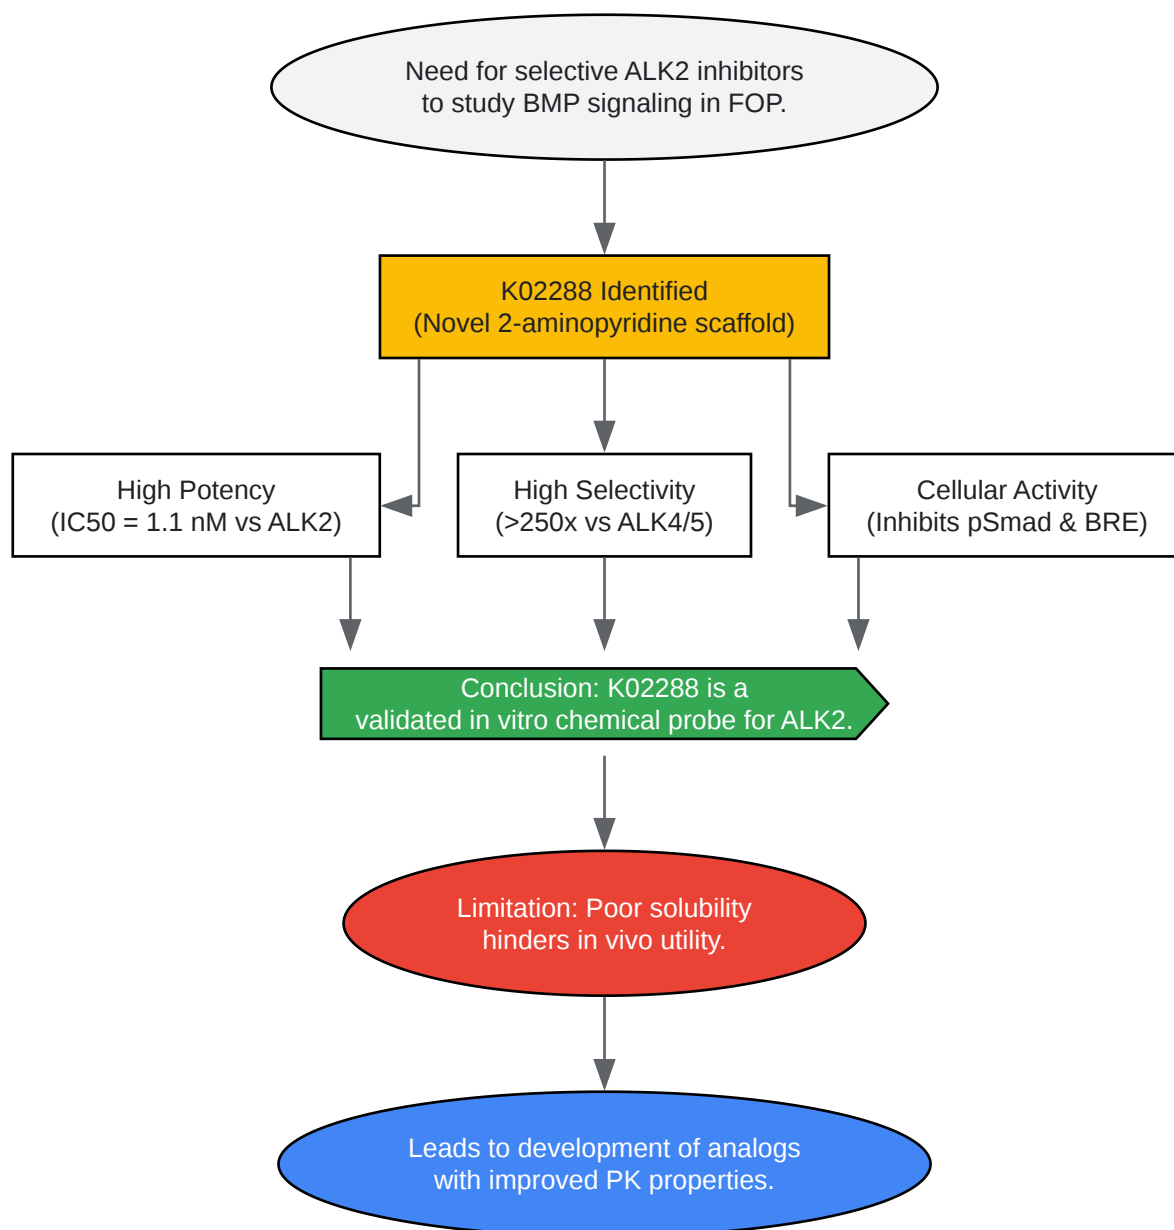 Need for selective ALK2 inhibitors
to study BMP signaling in FOP.
K02288 Identified
(Novel 2-aminopyridine scaffold)
High Potency
(IC50 = 1.1 nM vs ALK2)
High Selectivity
(>250x vs ALK4/5)
Cellular Activity
(Inhibits pSmad & BRE)
Conclusion: K02288 is a
validated in vitro chemical probe for ALK2.
Limitation: Poor solubility
hinders in vivo utility.
Leads to development of analogs
with improved PK properties.